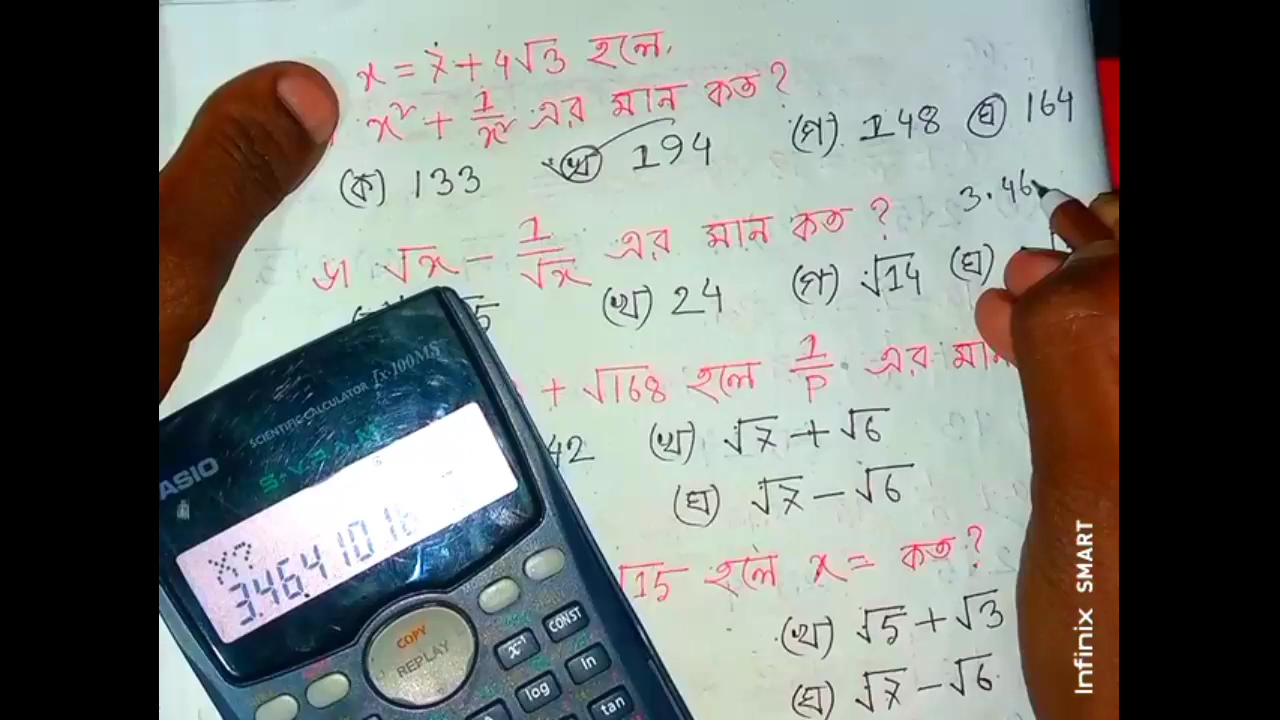 x = 7 + 4√3 হলে,
x² + 1/x² এর মান কত?
(ক) 133 (খ) 194 (গ) 148 (ঘ) 164
3.46
√x − 1/√x এর মান কত?
(খ) 24 (গ) √14 (ঘ)
+ √168 হলে 1/p এর মান
42 (খ) √7 + √6
(ঘ) √7 − √6
√15 হলে x = কত?
(খ) √5 + √3
(ঘ) √7 − √6
CASIO
SCIENTIFIC CALCULATOR fx-100MS
S-V.P.A.M.
X?
3.4641016
COPY
REPLAY
x⁻¹ CONST
log ln
tan
Infinix SMART